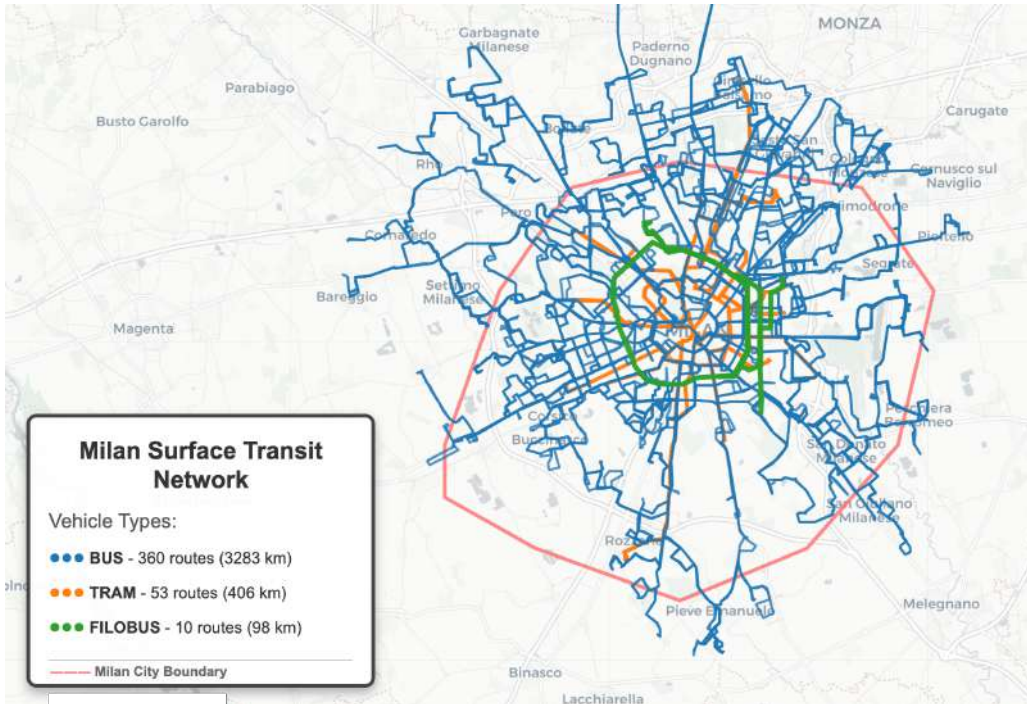 MONZA
Garbagnate
Milanese
Paderno
Dugnano
Parabiago
Carugate
Busto Garolfo
Rho
Cernusco sul
Naviglio
Pero
Cornaredo
Pioltello
Segrate
Settimo
Milanese
Bareggio
Magenta
Corsico
Buccinasco
San Donato
Milanese
San Giuliano
Milanese
Pieve Emanuele
Melegnano
Binasco
Lacchiarella
Milan Surface Transit
Network
Vehicle Types:
BUS - 360 routes (3283 km)
TRAM - 53 routes (406 km)
FILOBUS - 10 routes (98 km)
Milan City Boundary